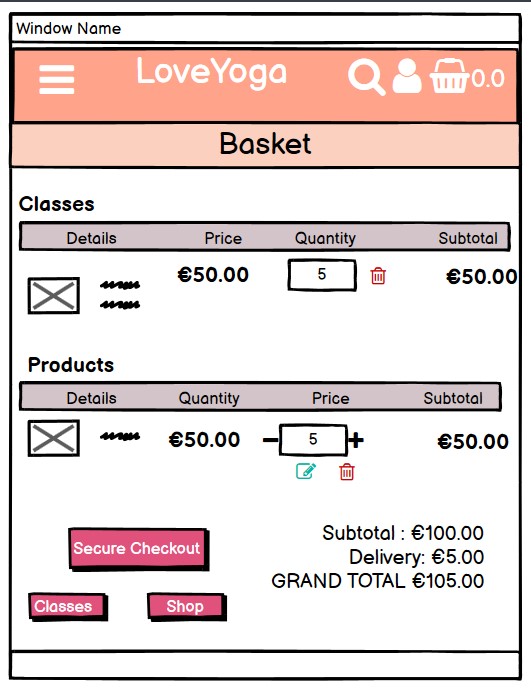 Window Name
LoveYoga 0.0
Basket
Classes
Details Price Quantity Subtotal
€50.00 5 €50.00
Products
Details Quantity Price Subtotal
€50.00 5 €50.00
Subtotal : €100.00
Secure Checkout
Delivery: €5.00
GRAND TOTAL €105.00
Classes Shop